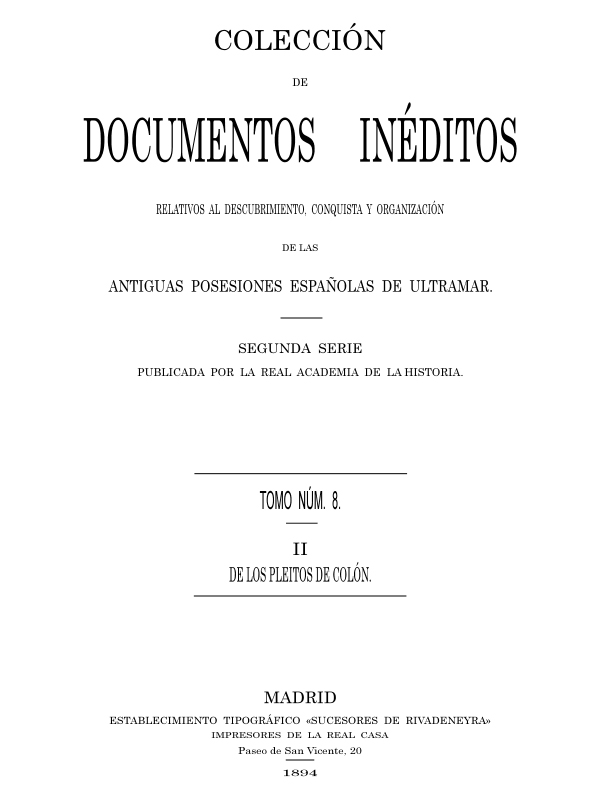 COLECCIÓN
DE
DOCUMENTOS INÉDITOS
RELATIVOS AL DESCUBRIMIENTO, CONQUISTA Y ORGANIZACIÓN
DE LAS
ANTIGUAS POSESIONES ESPAÑOLAS DE ULTRAMAR.
SEGUNDA SERIE
PUBLICADA POR LA REAL ACADEMIA DE LA HISTORIA.
TOMO NÚM. 8.
II
DE LOS PLEITOS DE COLÓN.
MADRID
ESTABLECIMIENTO TIPOGRÁFICO «SUCESORES DE RIVADENEYRA»
IMPRESORES DE LA REAL CASA
Paseo de San Vicente, 20
1894